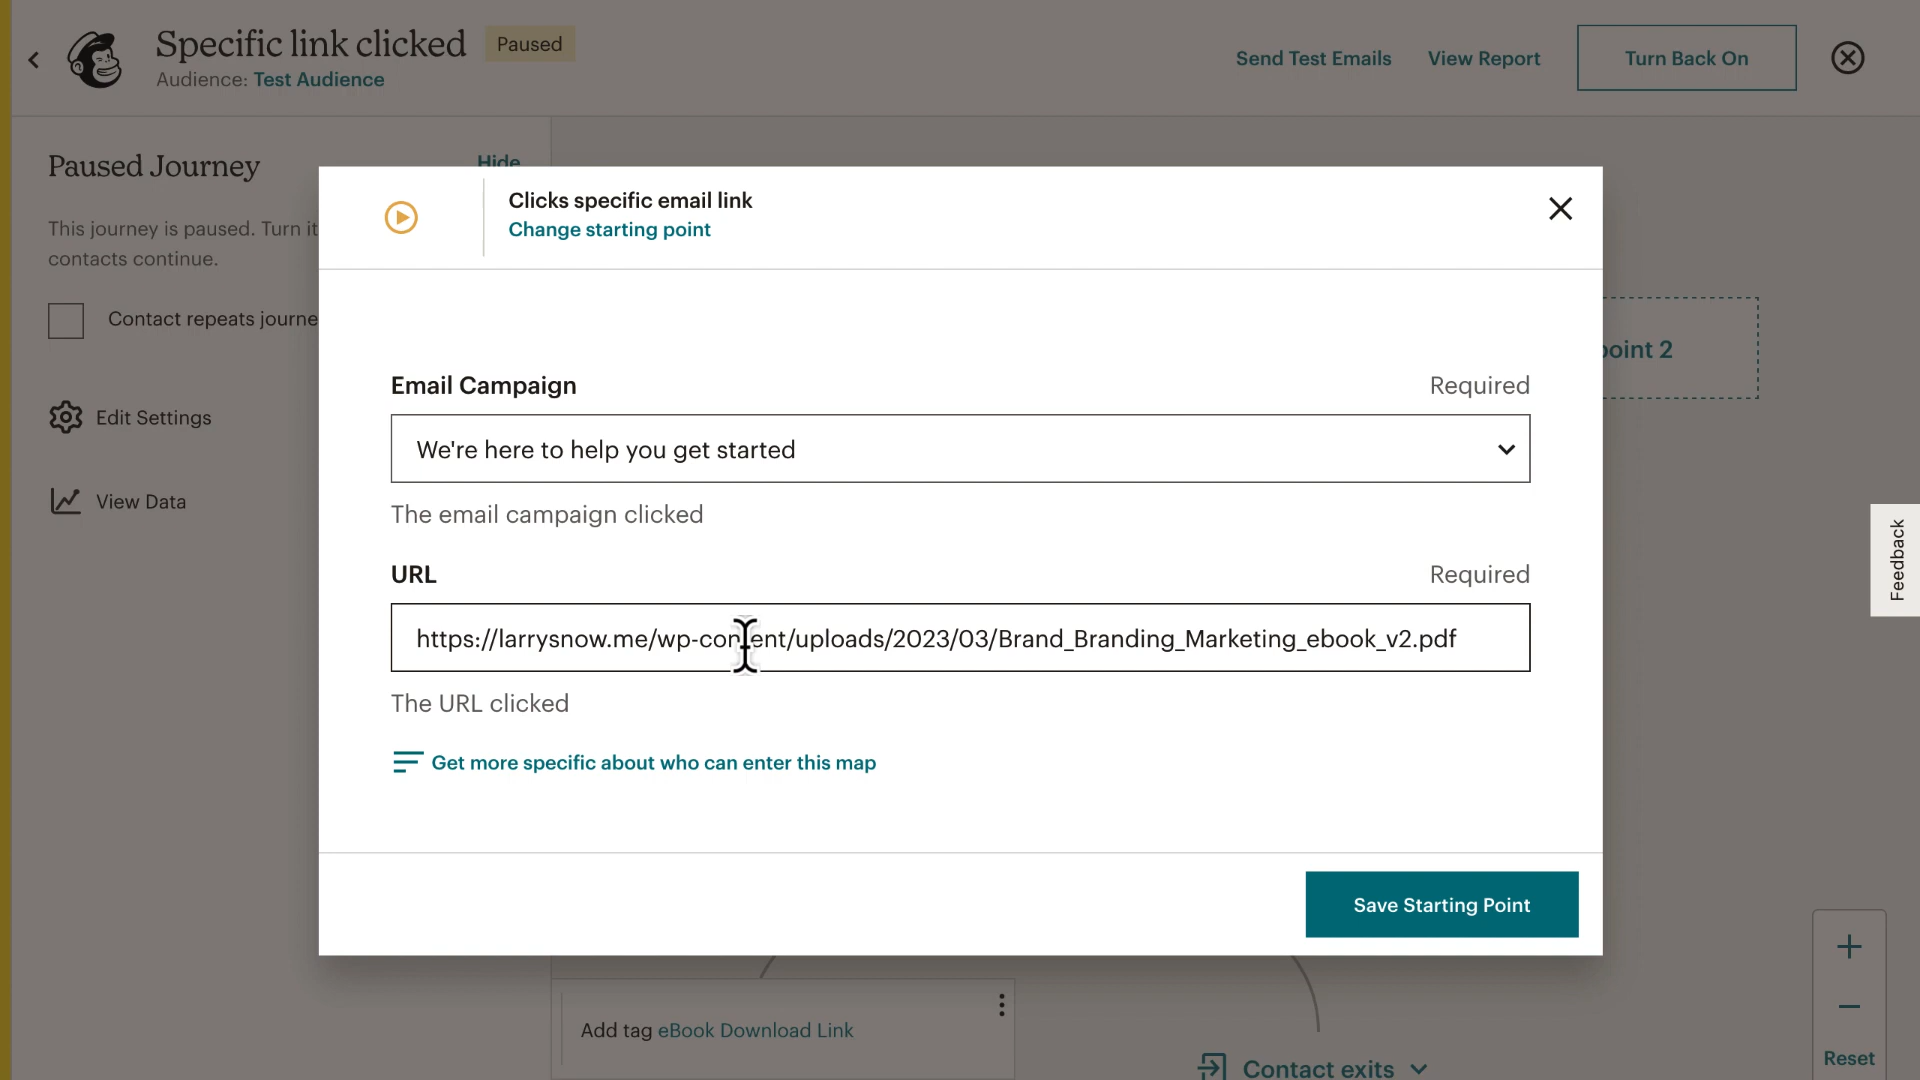 Specific link clicked
Paused
Audience: Test Audience
Send Test Emails
View Report
Turn Back On
Paused Journey
Hide
This journey is paused. Turn it
contacts continue.
Contact repeats journe
Edit Settings
View Data
Clicks specific email link
Change starting point
Email Campaign
Required
We're here to help you get started
The email campaign clicked
URL
Required
https://larrysnow.me/wp-content/uploads/2023/03/Brand_Branding_Marketing_ebook_v2.pdf
The URL clicked
Get more specific about who can enter this map
Save Starting Point
point 2
Feedback
Add tag eBook Download Link
Contact exits
Reset